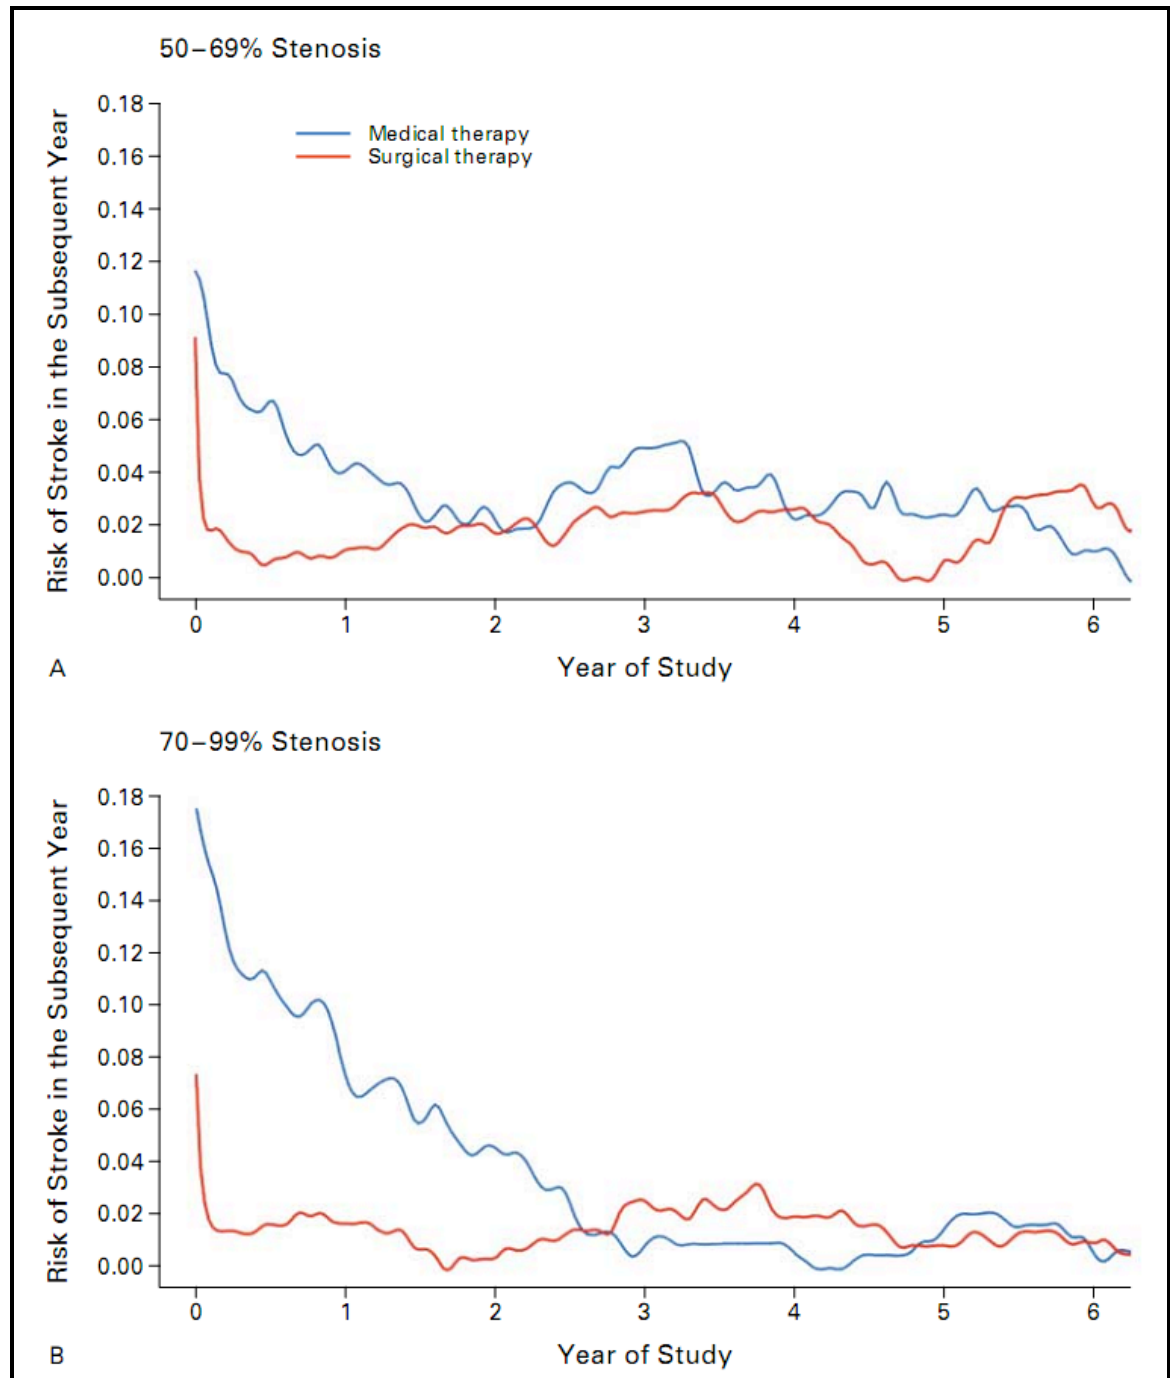 50–69% Stenosis
Risk of Stroke in the Subsequent Year
0.18
0.16
0.14
0.12
0.10
0.08
0.06
0.04
0.02
0.00
Medical therapy
Surgical therapy
0 1 2 3 4 5 6
Year of Study
A
70–99% Stenosis
Risk of Stroke in the Subsequent Year
0.18
0.16
0.14
0.12
0.10
0.08
0.06
0.04
0.02
0.00
0 1 2 3 4 5 6
Year of Study
B